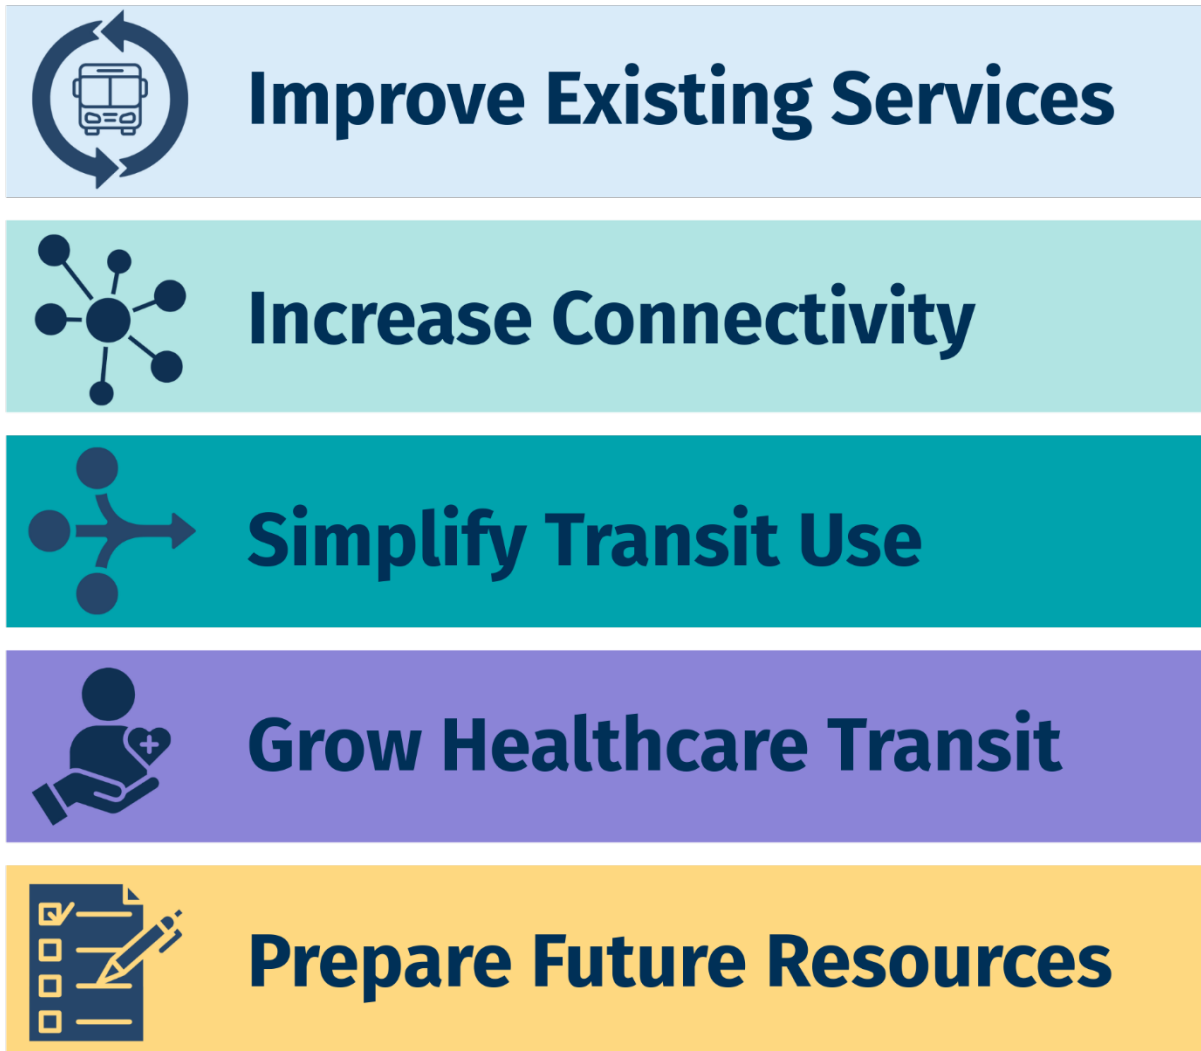 Improve Existing Services
Increase Connectivity
Simplify Transit Use
Grow Healthcare Transit
Prepare Future Resources